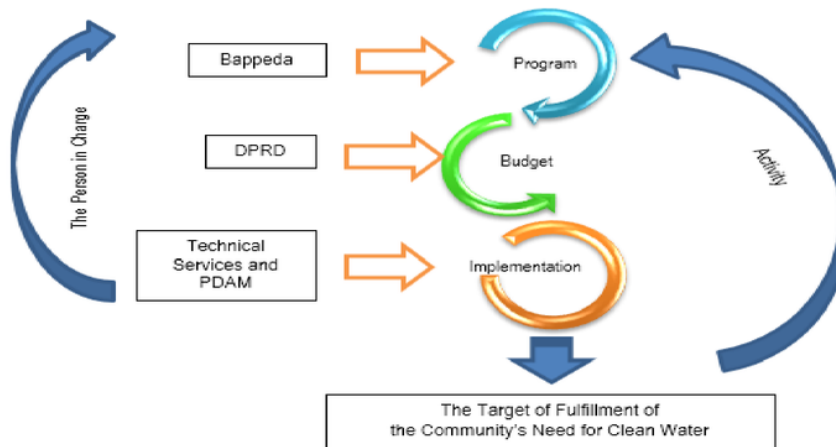 Bappeda
Program
The Person in Charge
DPRD
Budget
Activity
Technical
Services and
PDAM
Implementation
The Target of Fulfillment of
the Community's Need for Clean Water